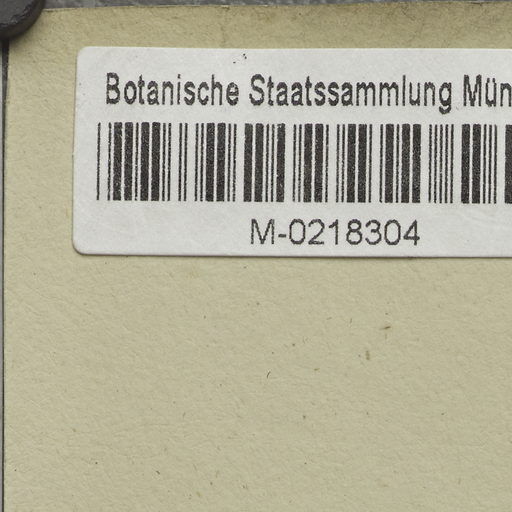 Botanische Staatssammlung Mün
M-0218304